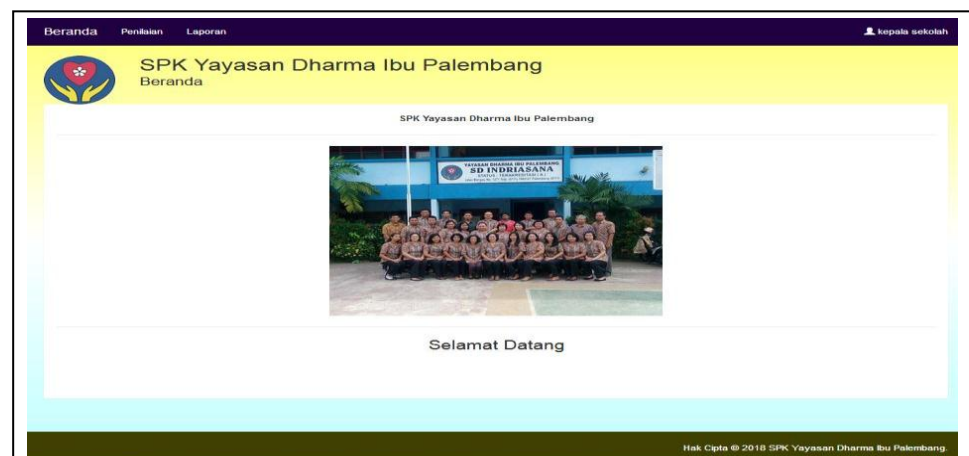 Beranda Penilaian Laporan kepala sekolah
SPK Yayasan Dharma Ibu Palembang
Beranda
SPK Yayasan Dharma Ibu Palembang
YAYASAN DHARMA IBU PALEMBANG
SD INDRIASANA
Selamat Datang
Hak Cipta © 2018 SPK Yayasan Dharma Ibu Palembang.